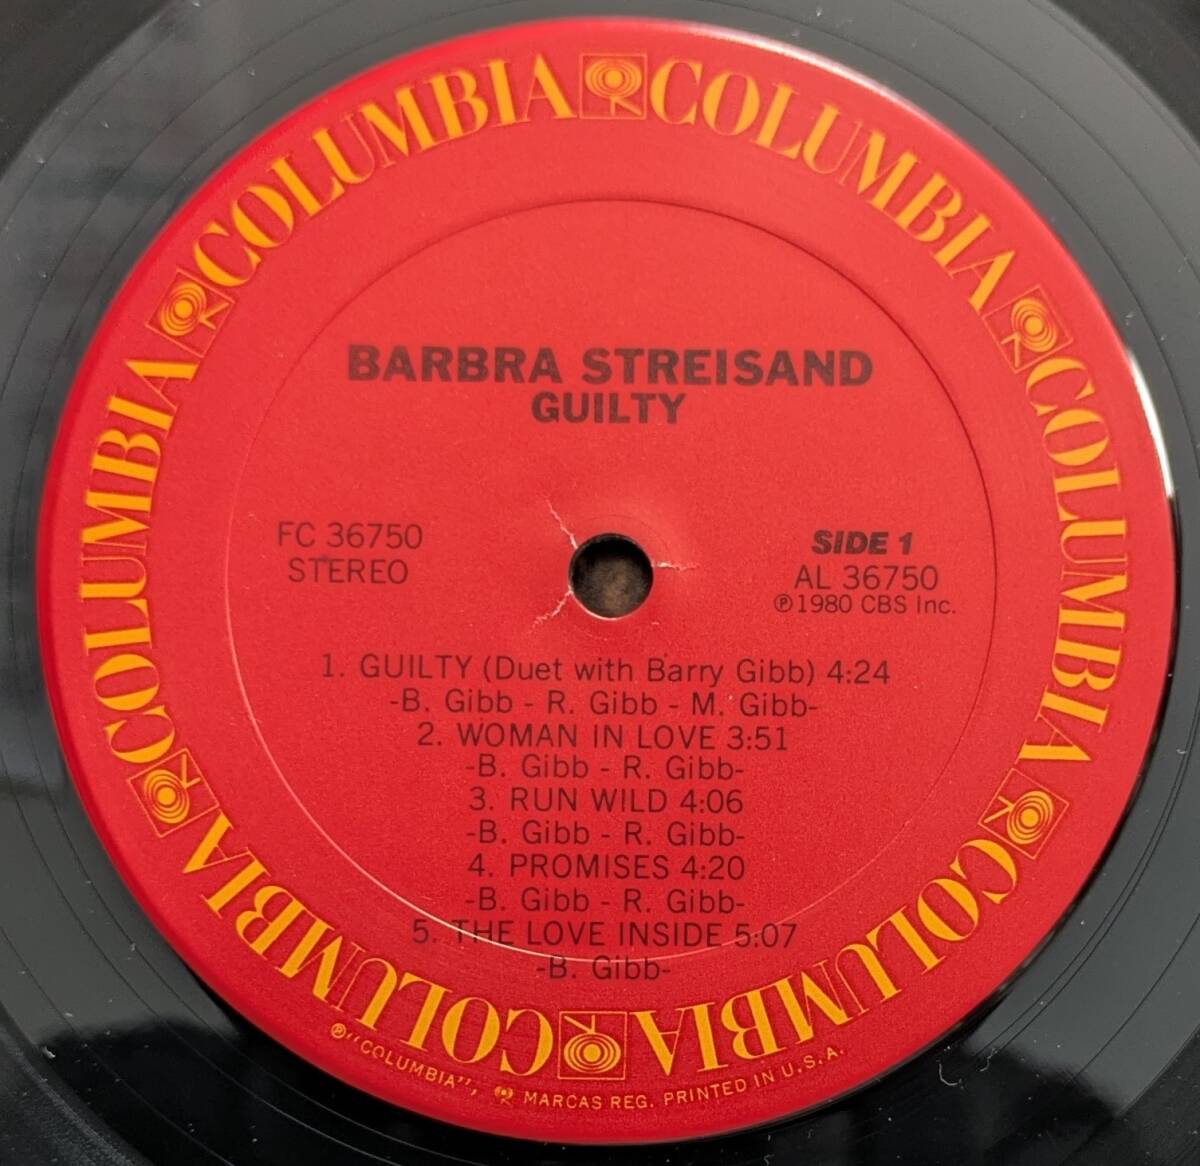 COLUMBIA COLUMBIA COLUMBIA COLUMBIA COLUMBIA COLUMBIA
BARBRA STREISAND
GUILTY
FC 36750
STEREO
SIDE 1
AL 36750
℗1980 CBS Inc.
1. GUILTY (Duet with Barry Gibb) 4:24
-B. Gibb - R. Gibb - M. Gibb-
2. WOMAN IN LOVE 3:51
-B. Gibb - R. Gibb-
3. RUN WILD 4:06
-B. Gibb - R. Gibb-
4. PROMISES 4:20
-B. Gibb - R. Gibb-
5. THE LOVE INSIDE 5:07
-B. Gibb-
℗"COLUMBIA", MARCAS REG. PRINTED IN U.S.A.